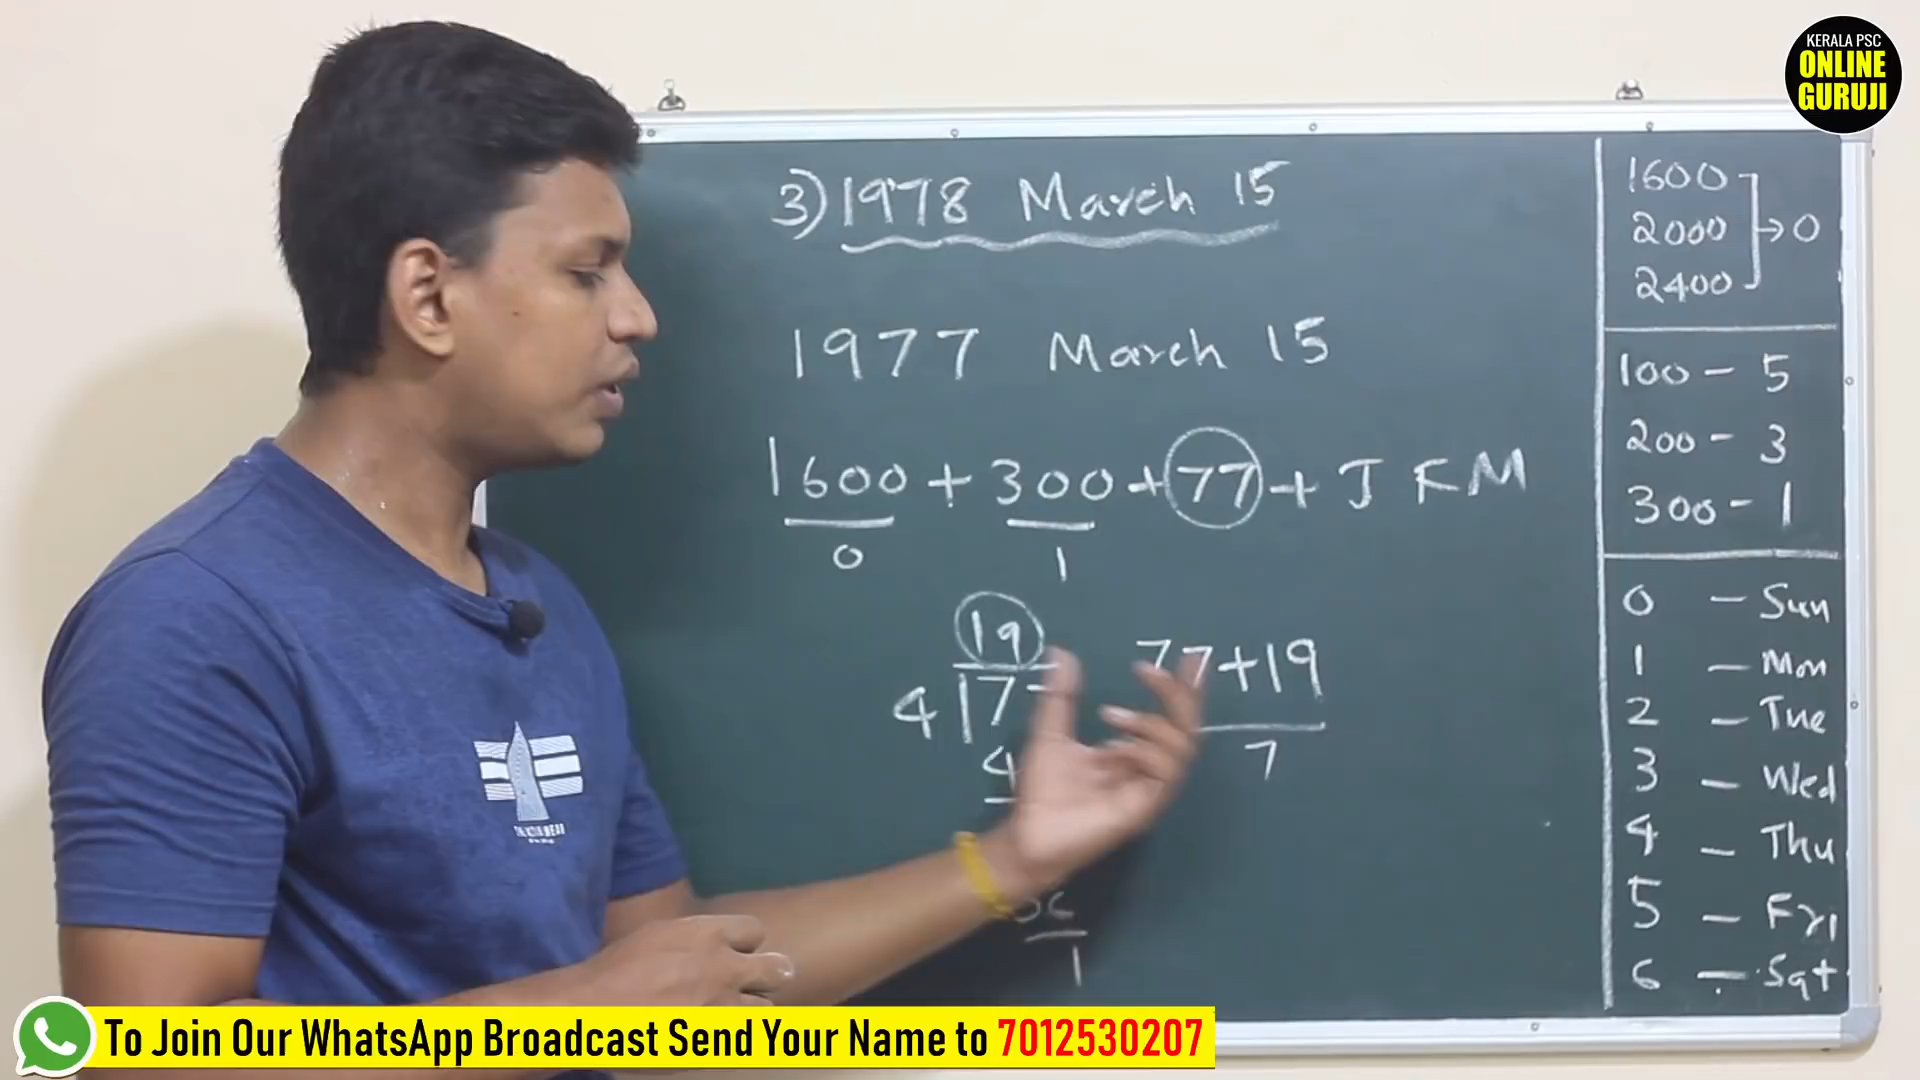 KERALA PSC
ONLINE
GURUJI
3) 1978 March 15
1977 March 15
1600 + 300 + 77 + J F M
0 1
19
4 17
4
1
77+19
7
1600
2000 → 0
2400
100 - 5
200 - 3
300 - 1
0 - Sun
1 - Mon
2 - Tue
3 - Wed
4 - Thu
5 - Fri
6 - Sat
To Join Our WhatsApp Broadcast Send Your Name to 7012530207